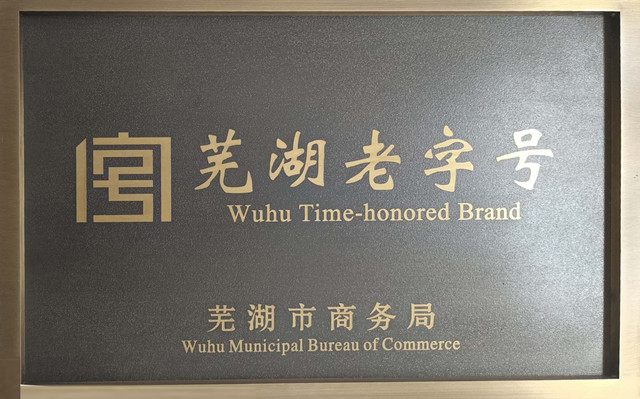 芜湖老字号
Wuhu Time-honored Brand
芜湖市商务局
Wuhu Municipal Bureau of Commerce